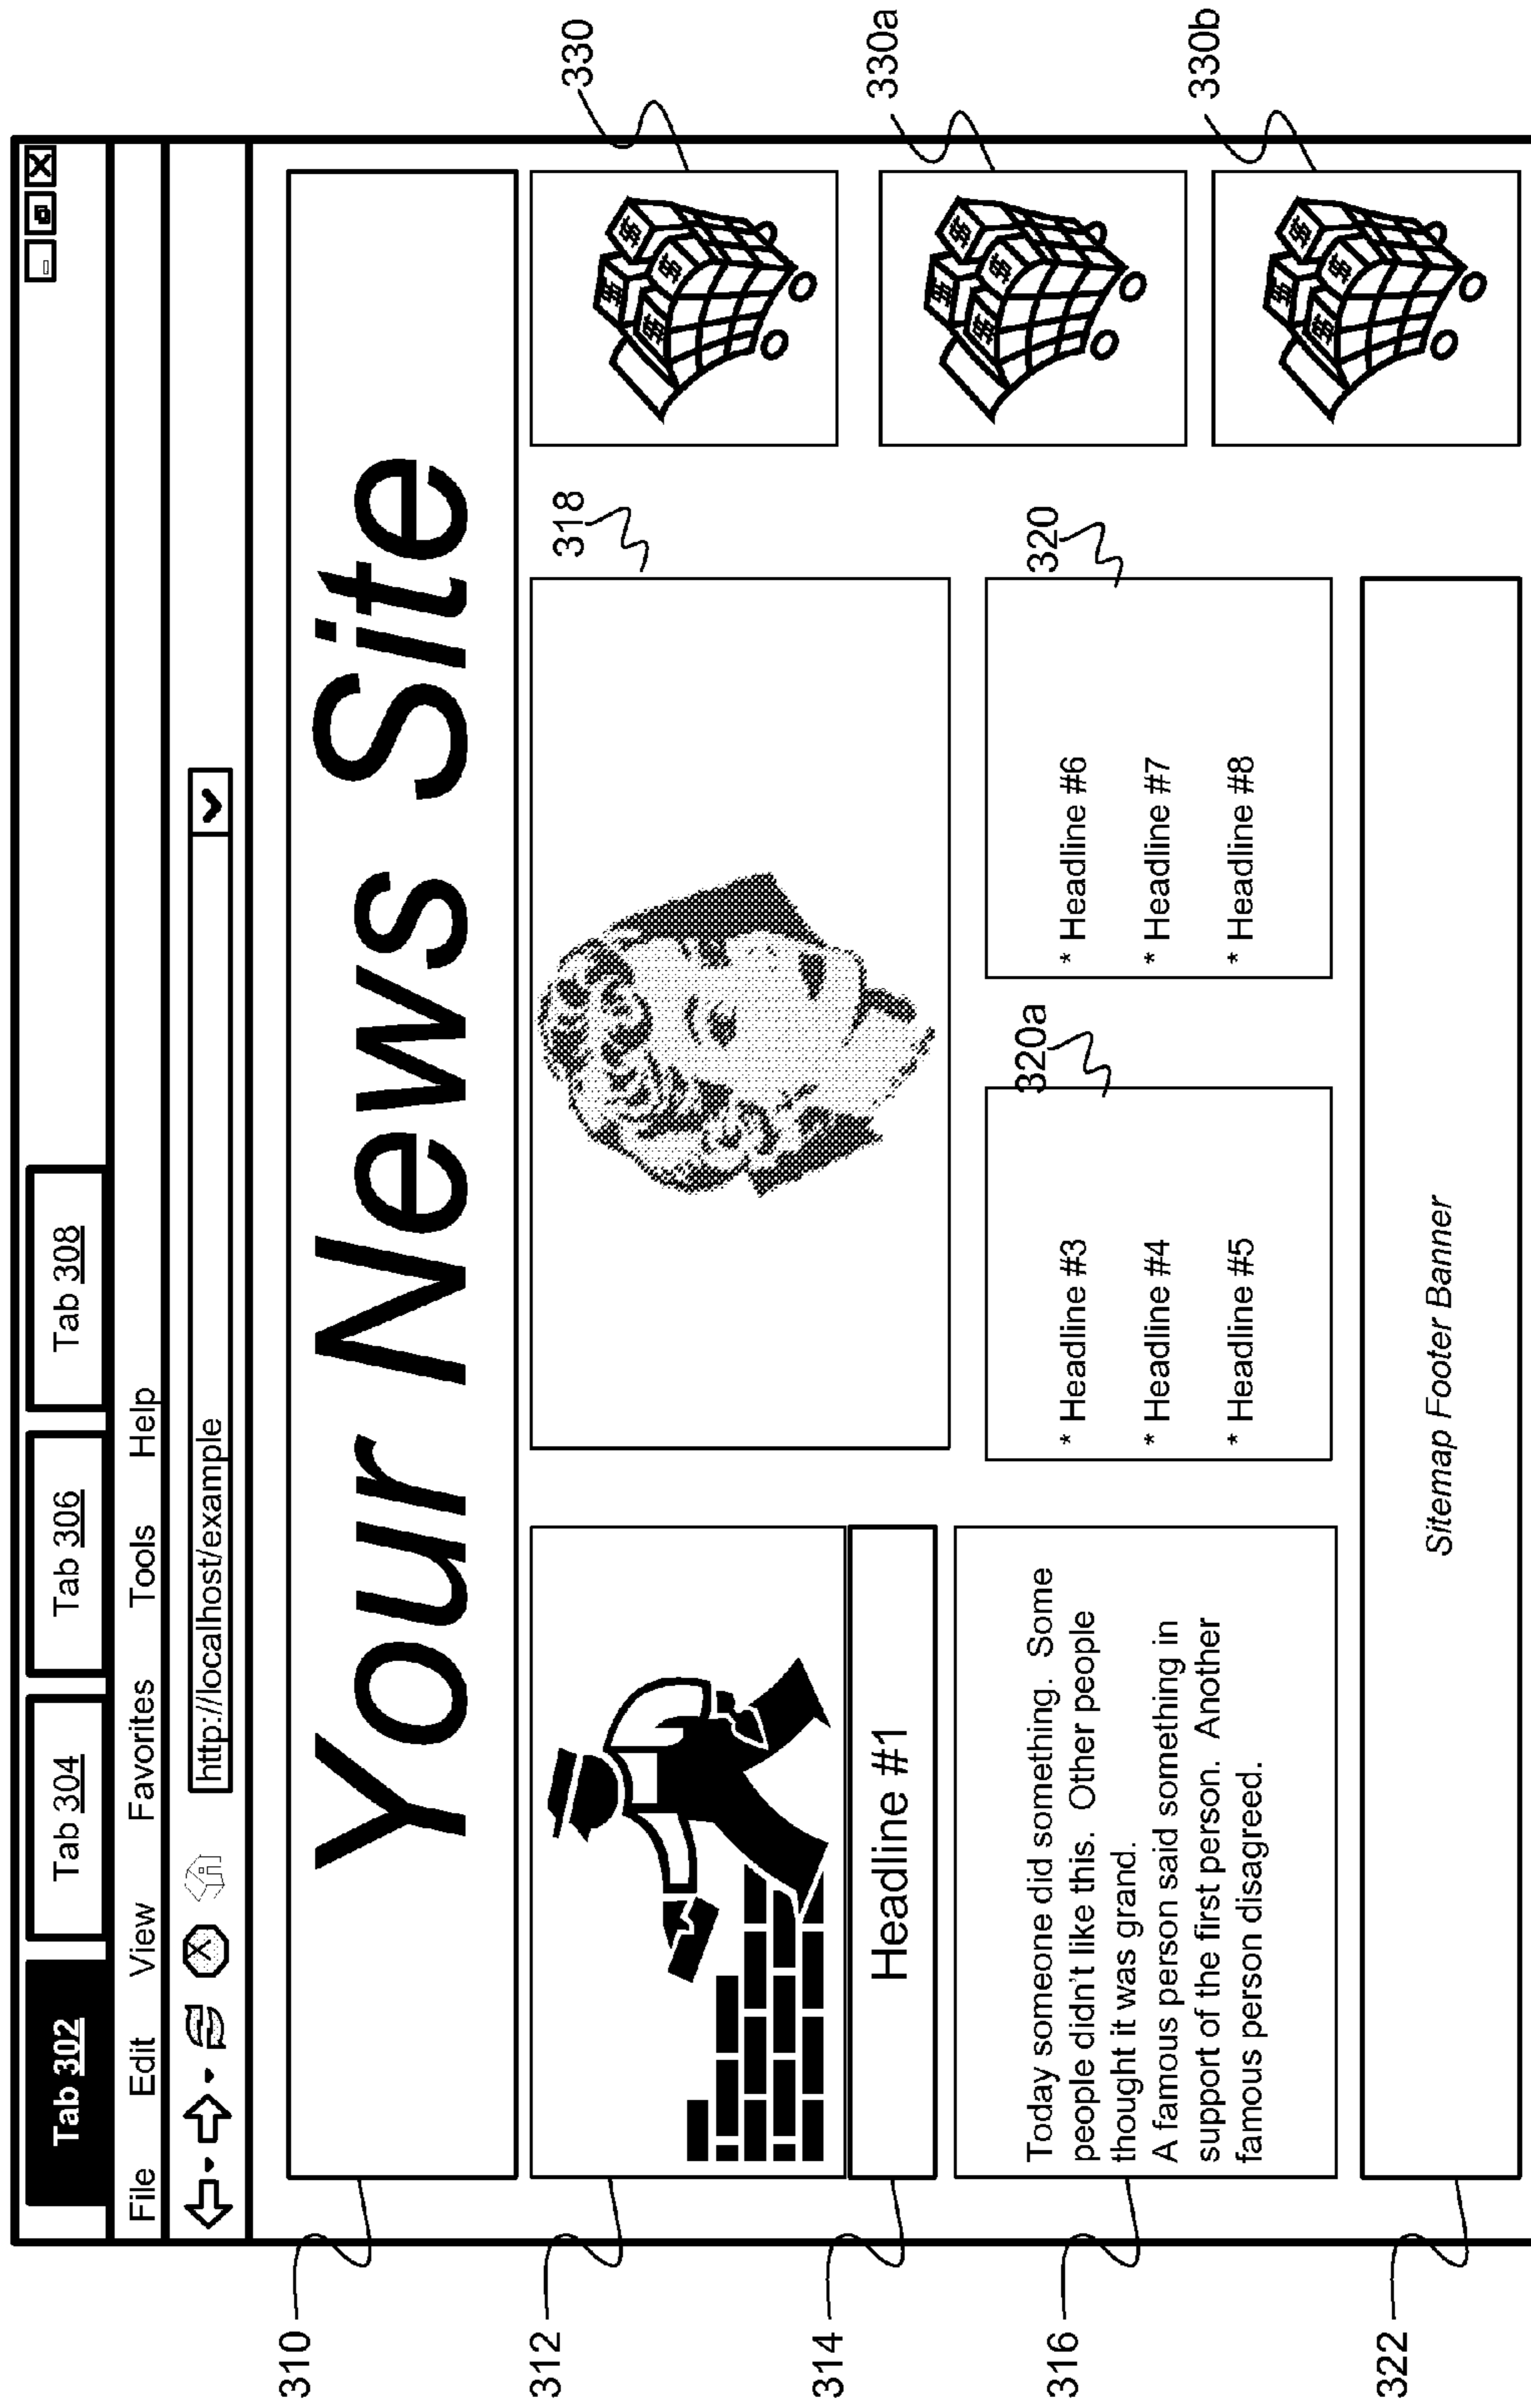 Tab 302 Tab 304 Tab 306 Tab 308
File Edit View Favorites Tools Help
http://localhost/example
310
Your News Site
312
318
330
314
Headline #1
330a
316
Today someone did something. Some
people didn't like this. Other people
thought it was grand.
A famous person said something in
support of the first person. Another
famous person disagreed.
320a
* Headline #3
* Headline #4
* Headline #5
320
* Headline #6
* Headline #7
* Headline #8
330b
322
Sitemap Footer Banner
$ $ $ $
$ $ $ $
$ $ $ $